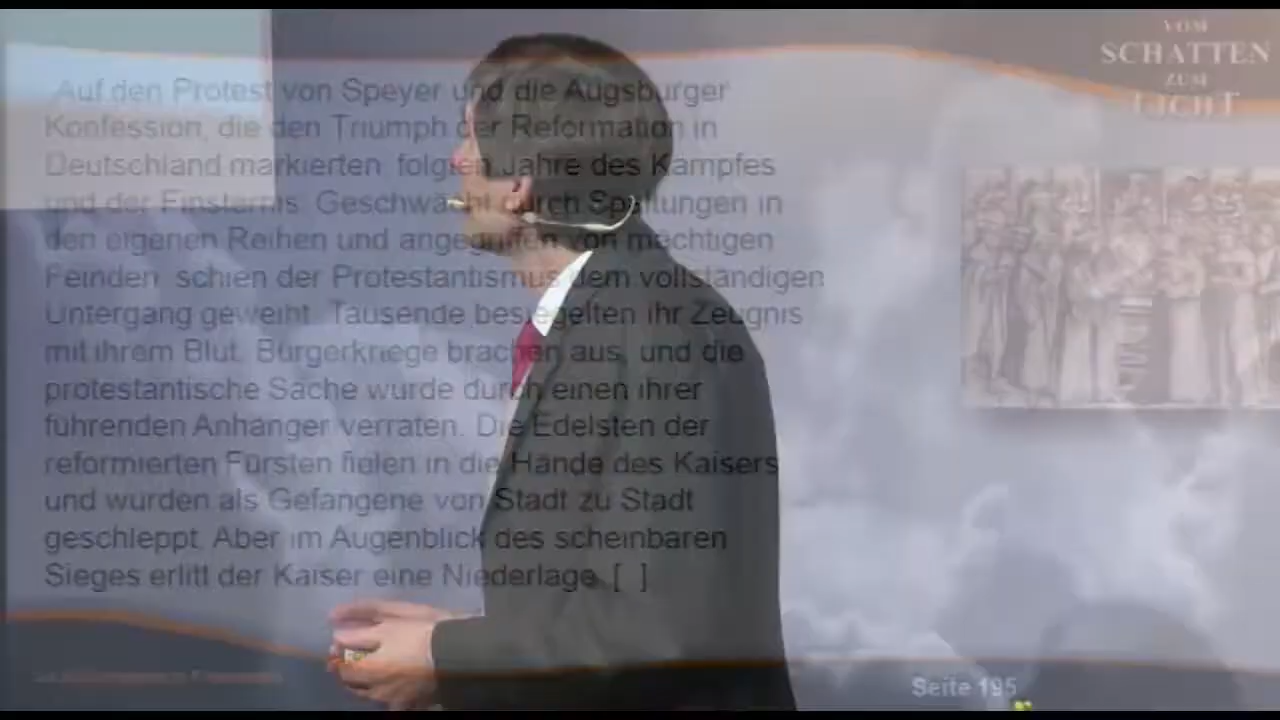 VOM
SCHATTEN
ZUM
LICHT
Auf den Protest von Speyer und die Augsburger
Konfession, die den Triumph der Reformation in
Deutschland markierten, folgten Jahre des Kampfes
und der Finsternis. Geschwächt durch Spaltungen in
den eigenen Reihen und angegriffen von mächtigen
Feinden, schien der Protestantismus dem vollständigen
Untergang geweiht. Tausende besiegelten ihr Zeugnis
mit ihrem Blut. Bürgerkriege brachen aus, und die
protestantische Sache wurde durch einen ihrer
führenden Anhänger verraten. Die Edelsten der
reformierten Fürsten fielen in die Hände des Kaisers
und wurden als Gefangene von Stadt zu Stadt
geschleppt. Aber im Augenblick des scheinbaren
Sieges erlitt der Kaiser eine Niederlage. [..]
Seite 195